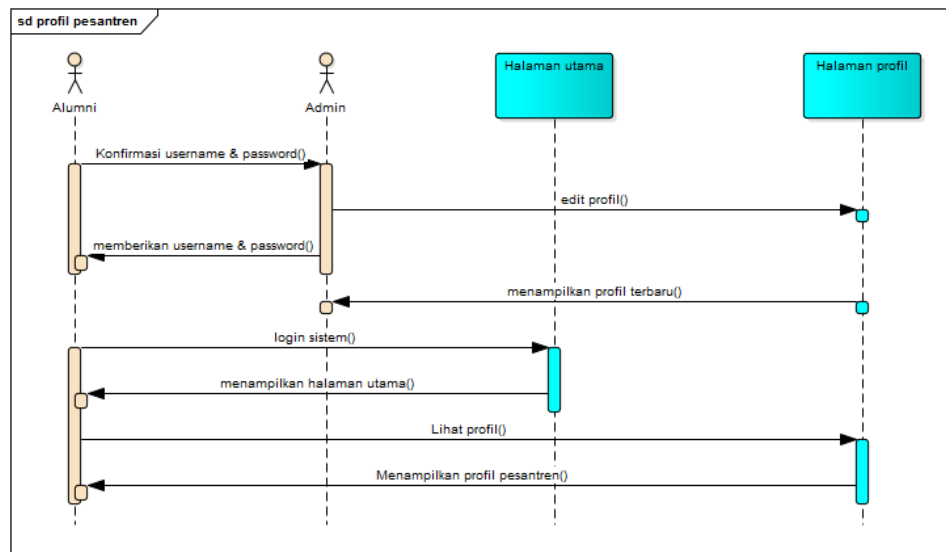 sd profil pesantren
Alumni
Admin
Halaman utama
Halaman profil
Konfirmasi username & password()
edit profil()
memberikan username & password()
menampilkan profil terbaru()
login sistem()
menampilkan halaman utama()
Lihat profil()
Menampilkan profil pesantren()